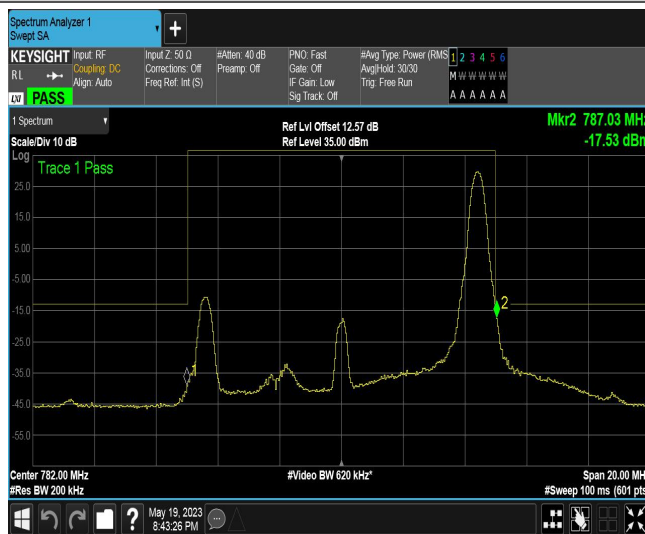 Spectrum Analyzer 1
Swept SA
+
KEYSIGHT
RL
LXI PASS
Input: RF
Coupling: DC
Align: Auto
Input Z: 50 Ω
Corrections: Off
Freq Ref: Int (S)
#Atten: 40 dB
Preamp: Off
PNO: Fast
Gate: Off
IF Gain: Low
Sig Track: Off
#Avg Type: Power (RMS
Avg|Hold: 30/30
Trig: Free Run
1 2 3 4 5 6
M W W W W W
A A A A A A
1 Spectrum
Scale/Div 10 dB
Ref Lvl Offset 12.57 dB
Ref Level 35.00 dBm
Mkr2 787.03 MHz
-17.53 dBm
Log
Trace 1 Pass
25.0
15.0
5.00
-5.00
-15.0
-25.0
-35.0
-45.0
-55.0
2
Center 782.00 MHz
#Res BW 200 kHz
#Video BW 620 kHz*
Span 20.00 MH
#Sweep 100 ms (601 pts
?
May 19, 2023
8:43:26 PM